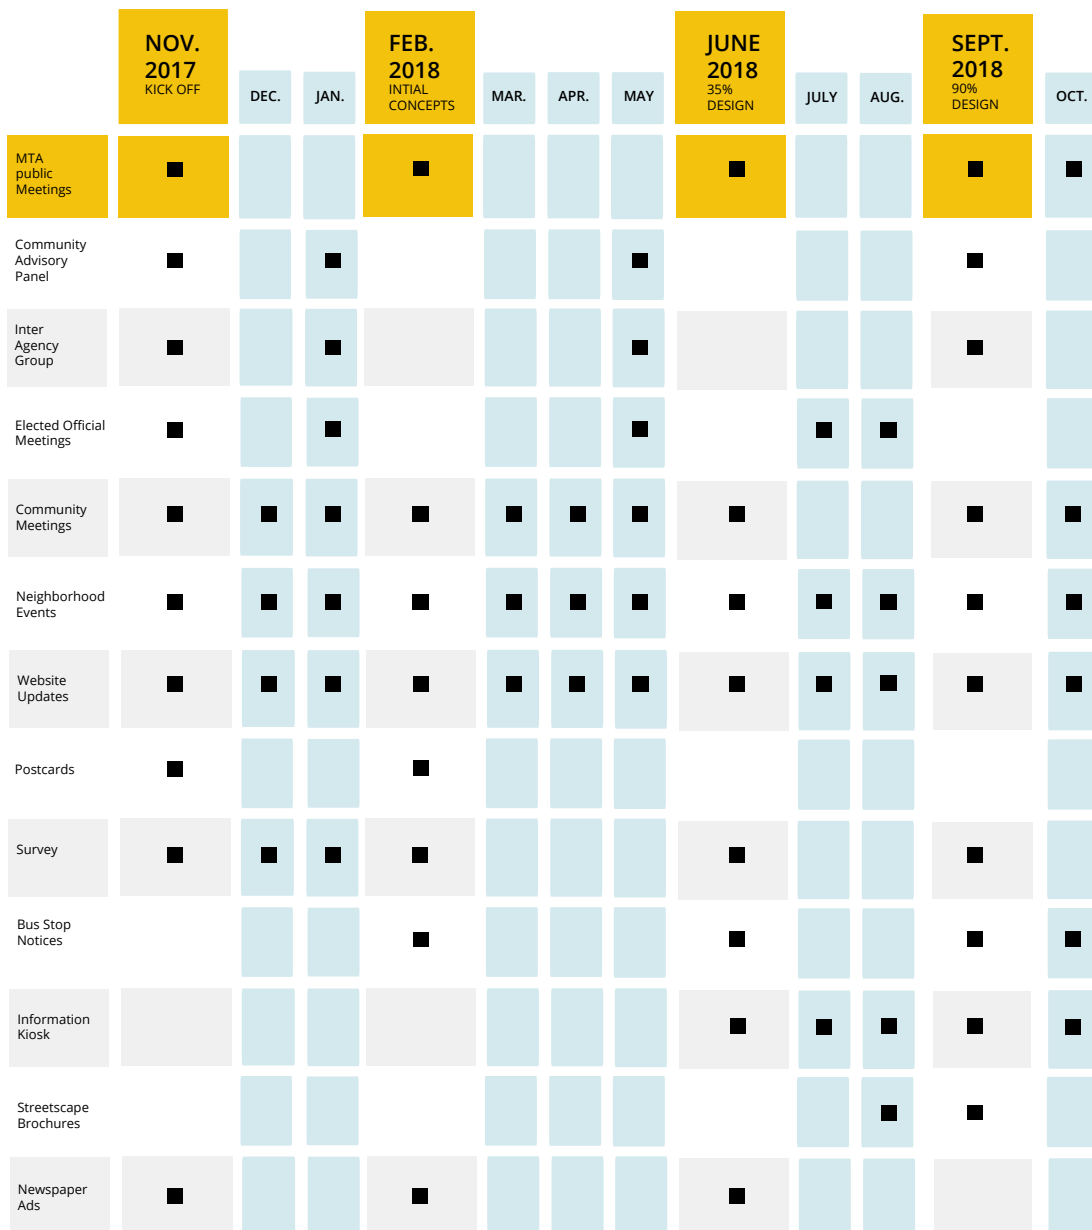 NOV.
2017
KICK OFF
DEC.
JAN.
FEB.
2018
INTIAL
CONCEPTS
MAR.
APR.
MAY
JUNE
2018
35%
DESIGN
JULY
AUG.
SEPT.
2018
90%
DESIGN
OCT.
MTA
public
Meetings
Community
Advisory
Panel
Inter
Agency
Group
Elected Official
Meetings
Community
Meetings
Neighborhood
Events
Website
Updates
Postcards
Survey
Bus Stop
Notices
Information
Kiosk
Streetscape
Brochures
Newspaper
Ads